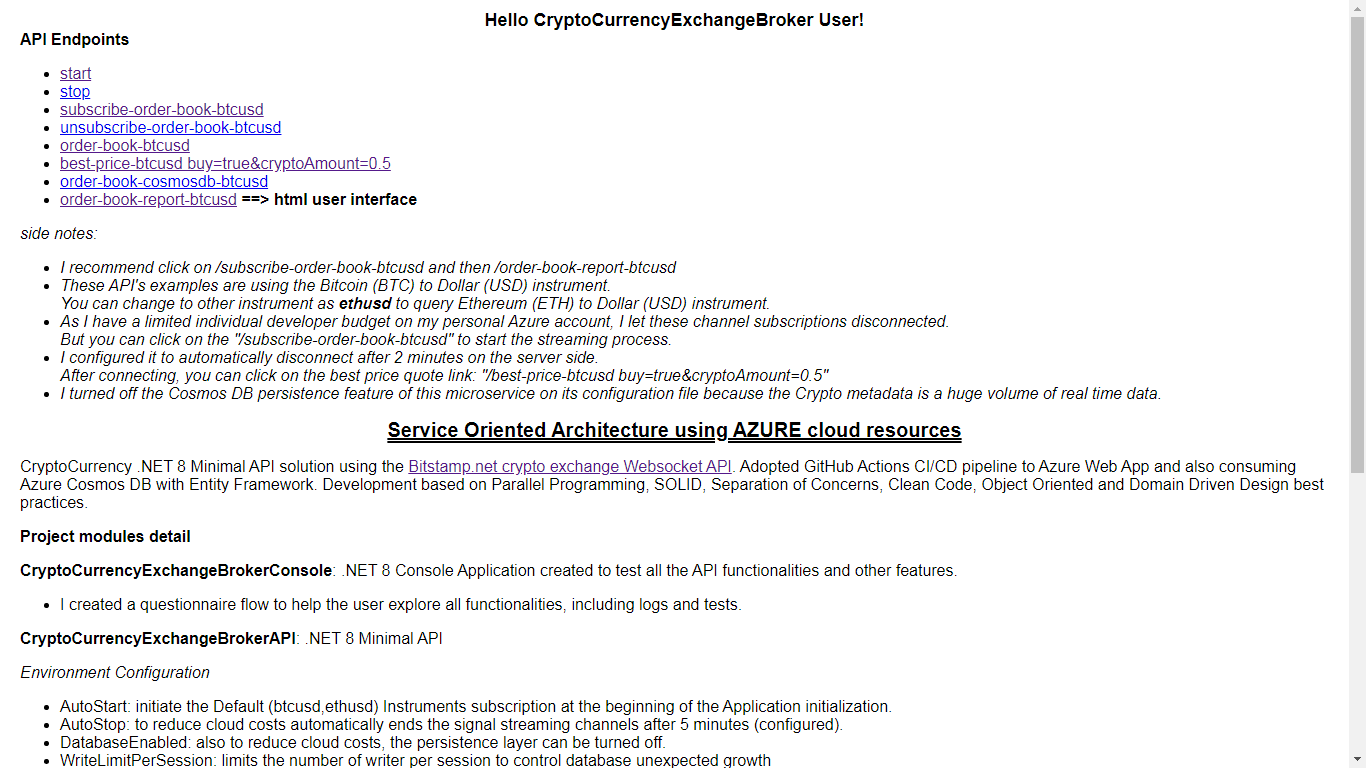 Hello CryptoCurrencyExchangeBroker User!
API Endpoints
start
stop
subscribe-order-book-btcusd
unsubscribe-order-book-btcusd
order-book-btcusd
best-price-btcusd buy=true&cryptoAmount=0.5
order-book-cosmosdb-btcusd
order-book-report-btcusd ==> html user interface
side notes:
I recommend click on /subscribe-order-book-btcusd and then /order-book-report-btcusd
These API's examples are using the Bitcoin (BTC) to Dollar (USD) instrument.
You can change to other instrument as ethusd to query Ethereum (ETH) to Dollar (USD) instrument.
As I have a limited individual developer budget on my personal Azure account, I let these channel subscriptions disconnected.
But you can click on the "/subscribe-order-book-btcusd" to start the streaming process.
I configured it to automatically disconnect after 2 minutes on the server side.
After connecting, you can click on the best price quote link: "/best-price-btcusd buy=true&cryptoAmount=0.5"
I turned off the Cosmos DB persistence feature of this microservice on its configuration file because the Crypto metadata is a huge volume of real time data.
Service Oriented Architecture using AZURE cloud resources
CryptoCurrency .NET 8 Minimal API solution using the Bitstamp.net crypto exchange Websocket API. Adopted GitHub Actions CI/CD pipeline to Azure Web App and also consuming
Azure Cosmos DB with Entity Framework. Development based on Parallel Programming, SOLID, Separation of Concerns, Clean Code, Object Oriented and Domain Driven Design best
practices.
Project modules detail
CryptoCurrencyExchangeBrokerConsole: .NET 8 Console Application created to test all the API functionalities and other features.
I created a questionnaire flow to help the user explore all functionalities, including logs and tests.
CryptoCurrencyExchangeBrokerAPI: .NET 8 Minimal API
Environment Configuration
AutoStart: initiate the Default (btcusd,ethusd) Instruments subscription at the beginning of the Application initialization.
AutoStop: to reduce cloud costs automatically ends the signal streaming channels after 5 minutes (configured).
DatabaseEnabled: also to reduce cloud costs, the persistence layer can be turned off.
WriteLimitPerSession: limits the number of writer per session to control database unexpected growth